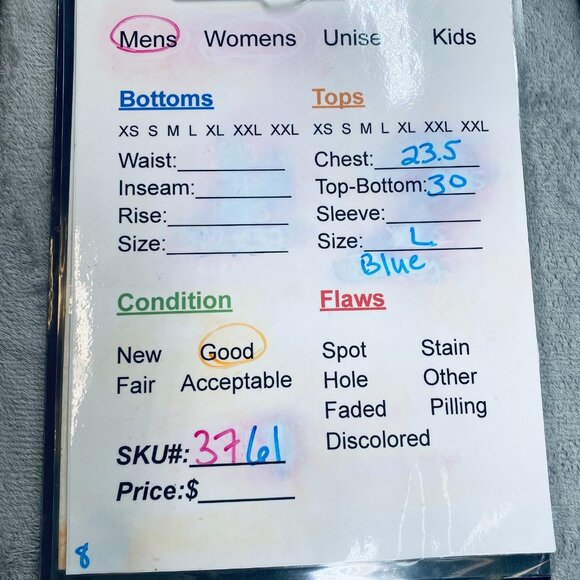 Mens Womens Unise Kids
Bottoms Tops
XS S M L XL XXL XXL XS S M L XL XXL XXL
Waist: Chest: 23.5
Inseam: Top-Bottom: 30
Rise: Sleeve:
Size: Size: L
Blue
Condition Flaws
New Good Spot Stain
Fair Acceptable Hole Other
Faded Pilling
Discolored
SKU#: 3761
Price:$
8